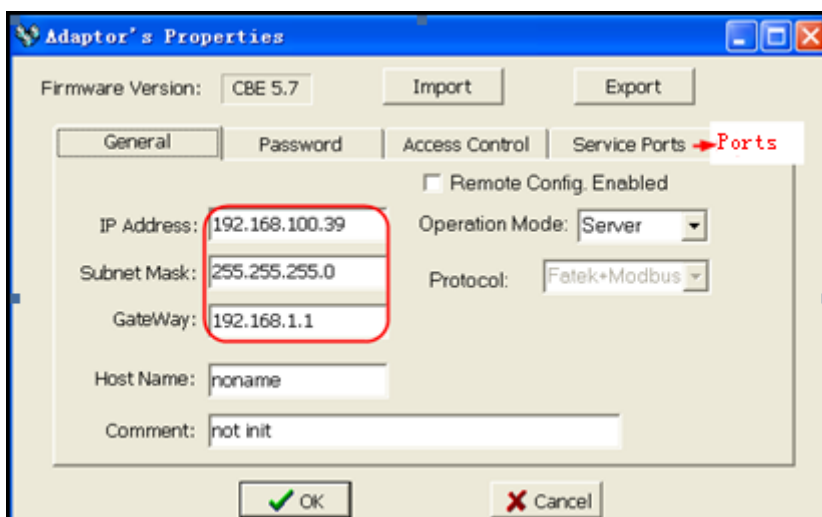 Adaptor's Properties
Firmware Version: CBE 5.7 Import Export
General Password Access Control Service Ports Ports
Remote Config. Enabled
IP Address: 192.168.100.39 Operation Mode: Server
Subnet Mask: 255.255.255.0 Protocol: Fatek+Modbus
GateWay: 192.168.1.1
Host Name: noname
Comment: not init
OK Cancel